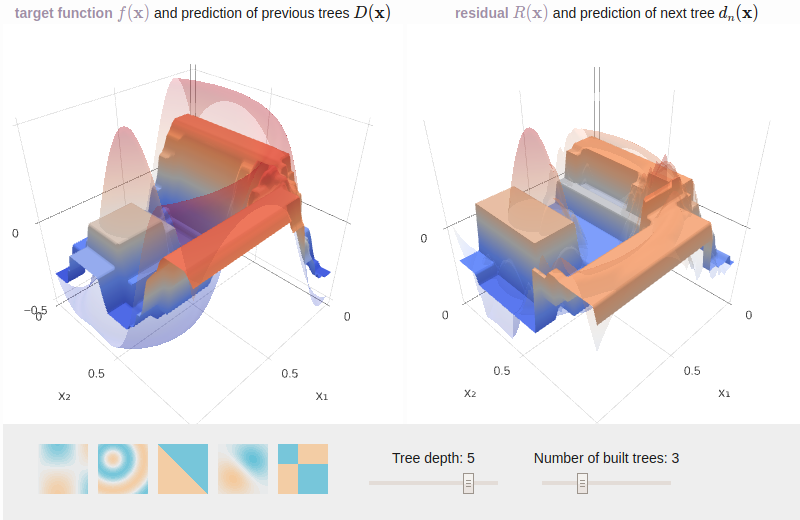 target function f(x) and prediction of previous trees D(x)
residual R(x) and prediction of next tree dₙ(x)
0
−0.5
0
0.5
x₂
0.5
x₁
0
0
0
0.5
x₂
0.5
x₁
0
Tree depth: 5
Number of built trees: 3